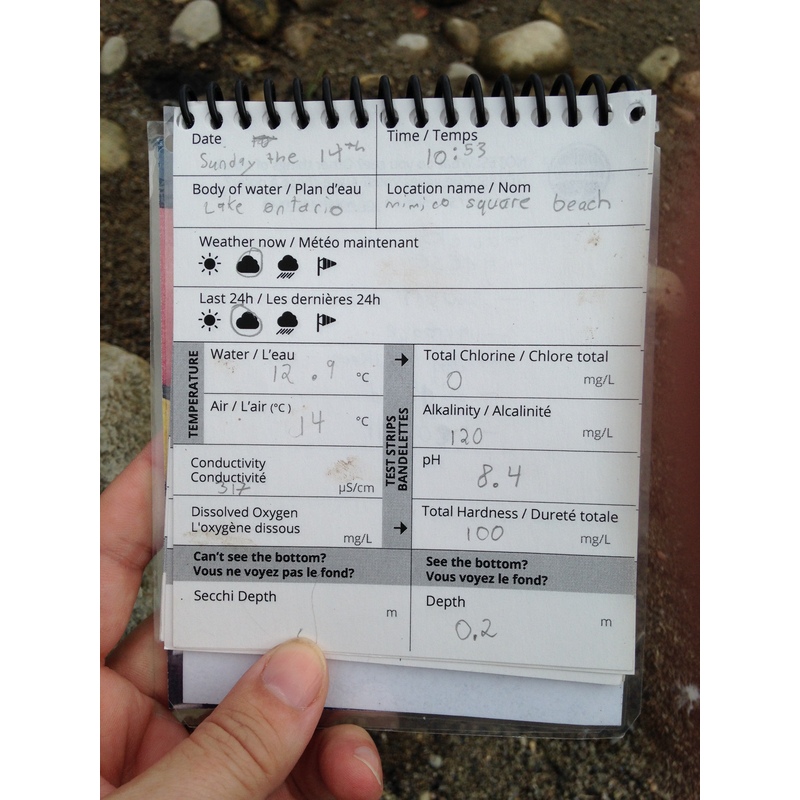 Date
Time / Temps
Sunday the 14th
10:53
Body of water / Plan d'eau
Location name / Nom
Lake ontario
mimico square beach
Weather now / Météo maintenant
Last 24h / Les dernières 24h
TEMPERATURE
Water / L'eau
12.9 °C
Air / L'air (°C)
14 °C
Conductivity
Conductivité
317 µS/cm
Dissolved Oxygen
L'oxygène dissous
mg/L
TEST STRIPS
BANDELETTES
Total Chlorine / Chlore total
0 mg/L
Alkalinity / Alcalinité
120 mg/L
pH
8.4
Total Hardness / Dureté totale
100 mg/L
Can't see the bottom?
Vous ne voyez pas le fond?
Secchi Depth
m
See the bottom?
Vous voyez le fond?
Depth
0.2 m